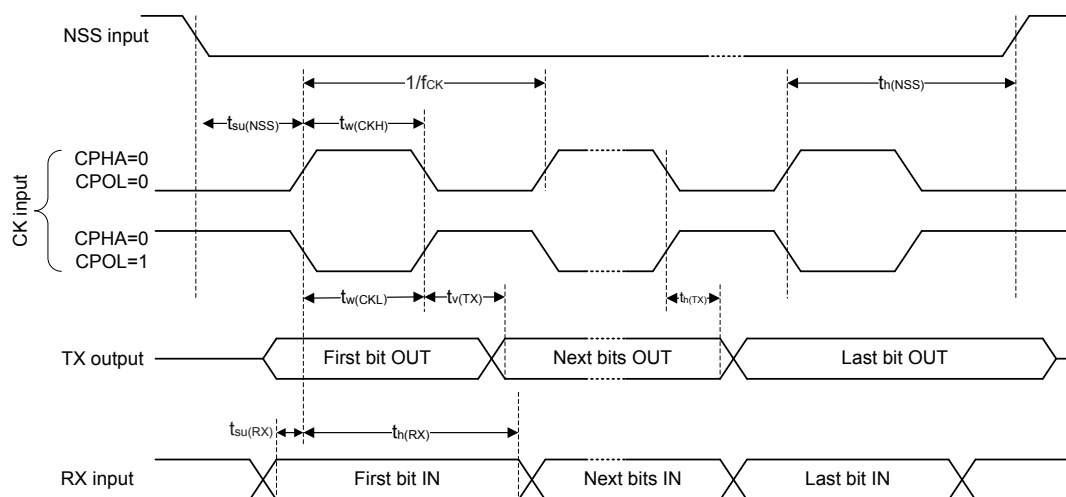 NSS input
1/fCK
th(NSS)
tsu(NSS)
tw(CKH)
CK input
CPHA=0
CPOL=0
CPHA=0
CPOL=1
tw(CKL)
tv(TX)
th(TX)
TX output
First bit OUT
Next bits OUT
Last bit OUT
tsu(RX)
th(RX)
RX input
First bit IN
Next bits IN
Last bit IN